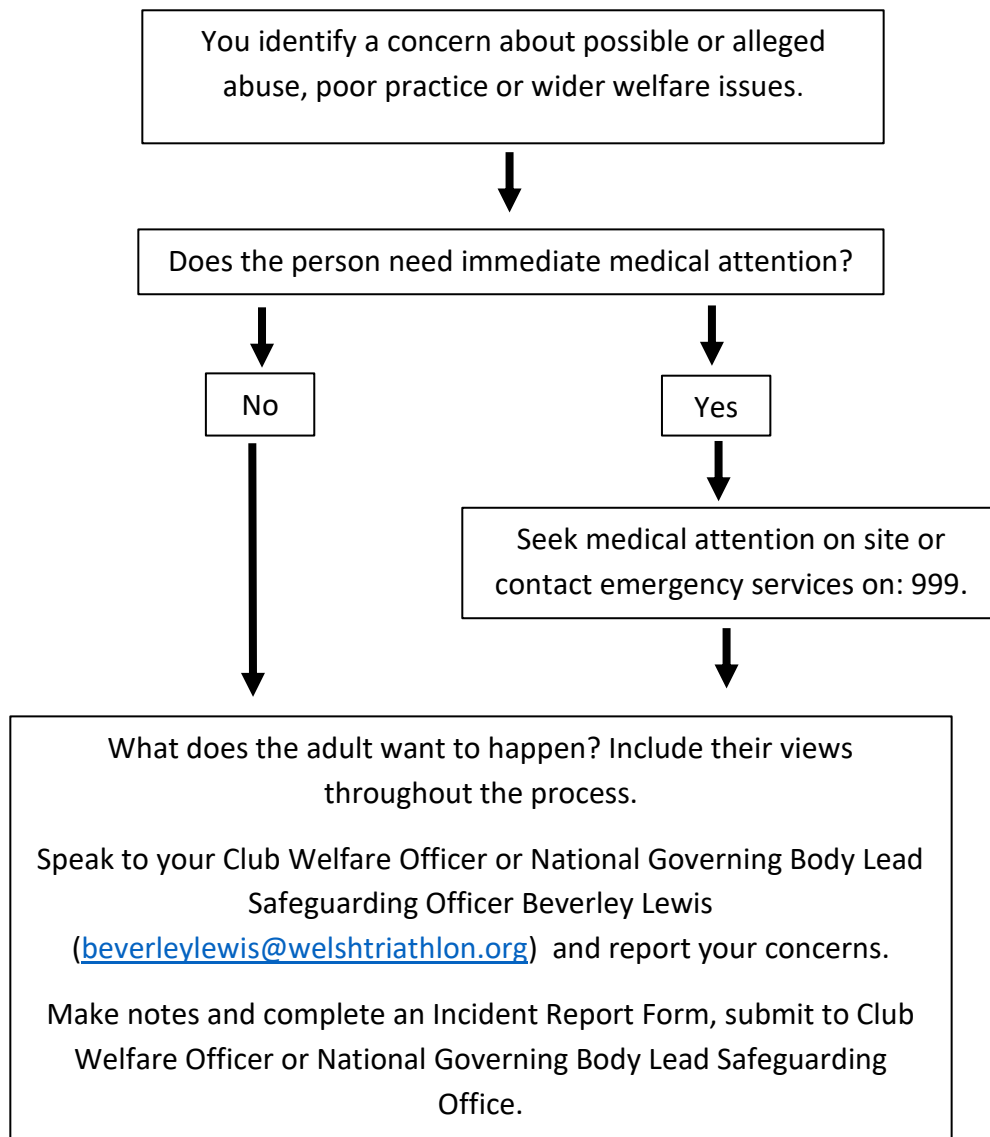 You identify a concern about possible or alleged
abuse, poor practice or wider welfare issues.
Does the person need immediate medical attention?
No
Yes
Seek medical attention on site or
contact emergency services on: 999.
What does the adult want to happen? Include their views
throughout the process.
Speak to your Club Welfare Officer or National Governing Body Lead
Safeguarding Officer Beverley Lewis
(beverleylewis@welshtriathlon.org)  and report your concerns.
Make notes and complete an Incident Report Form, submit to Club
Welfare Officer or National Governing Body Lead Safeguarding
Office.